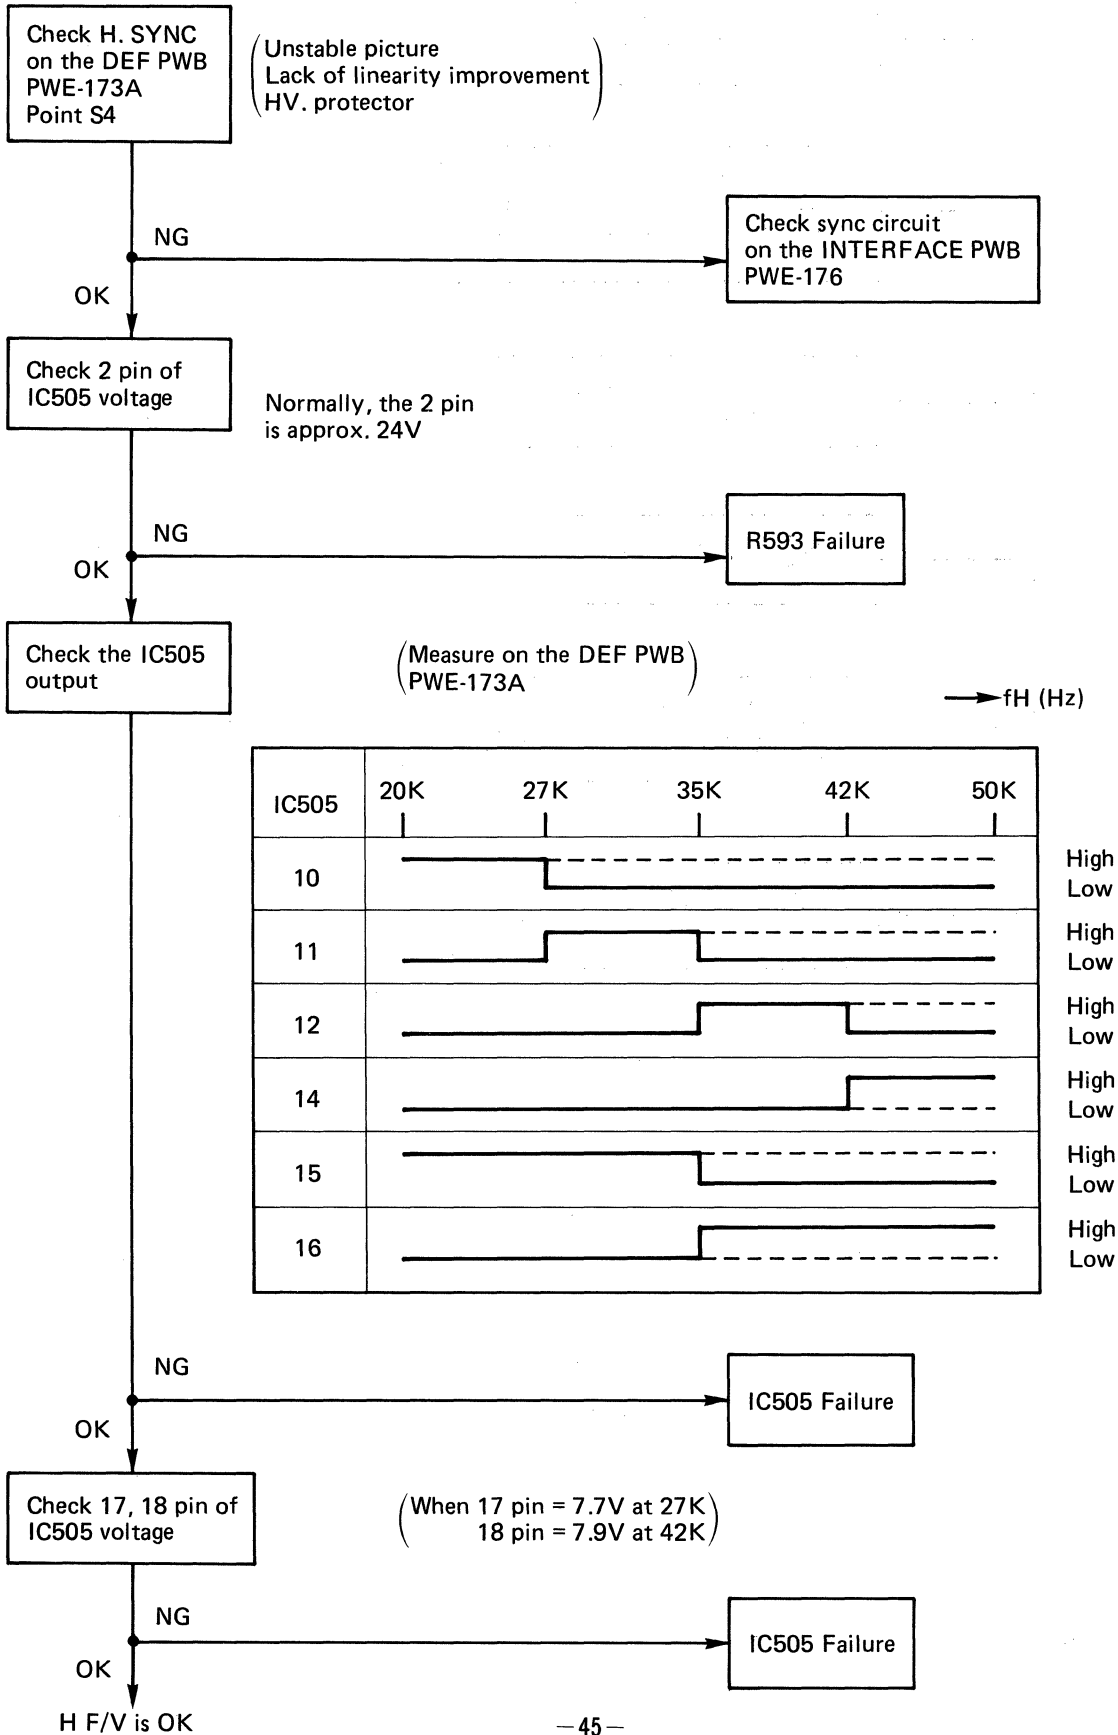 Check H. SYNC
on the DEF PWB
PWE-173A
Point S4
(Unstable picture
Lack of linearity improvement
HV. protector)
NG
Check sync circuit
on the INTERFACE PWB
PWE-176
OK
Check 2 pin of
IC505 voltage
Normally, the 2 pin
is approx. 24V
NG
R593 Failure
OK
Check the IC505
output
(Measure on the DEF PWB
PWE-173A)
fH (Hz)
IC505 20K 27K 35K 42K 50K
10 High
Low
11 High
Low
12 High
Low
14 High
Low
15 High
Low
16 High
Low
NG
IC505 Failure
OK
Check 17, 18 pin of
IC505 voltage
(When 17 pin = 7.7V at 27K
18 pin = 7.9V at 42K)
NG
IC505 Failure
OK
H F/V is OK
—45—